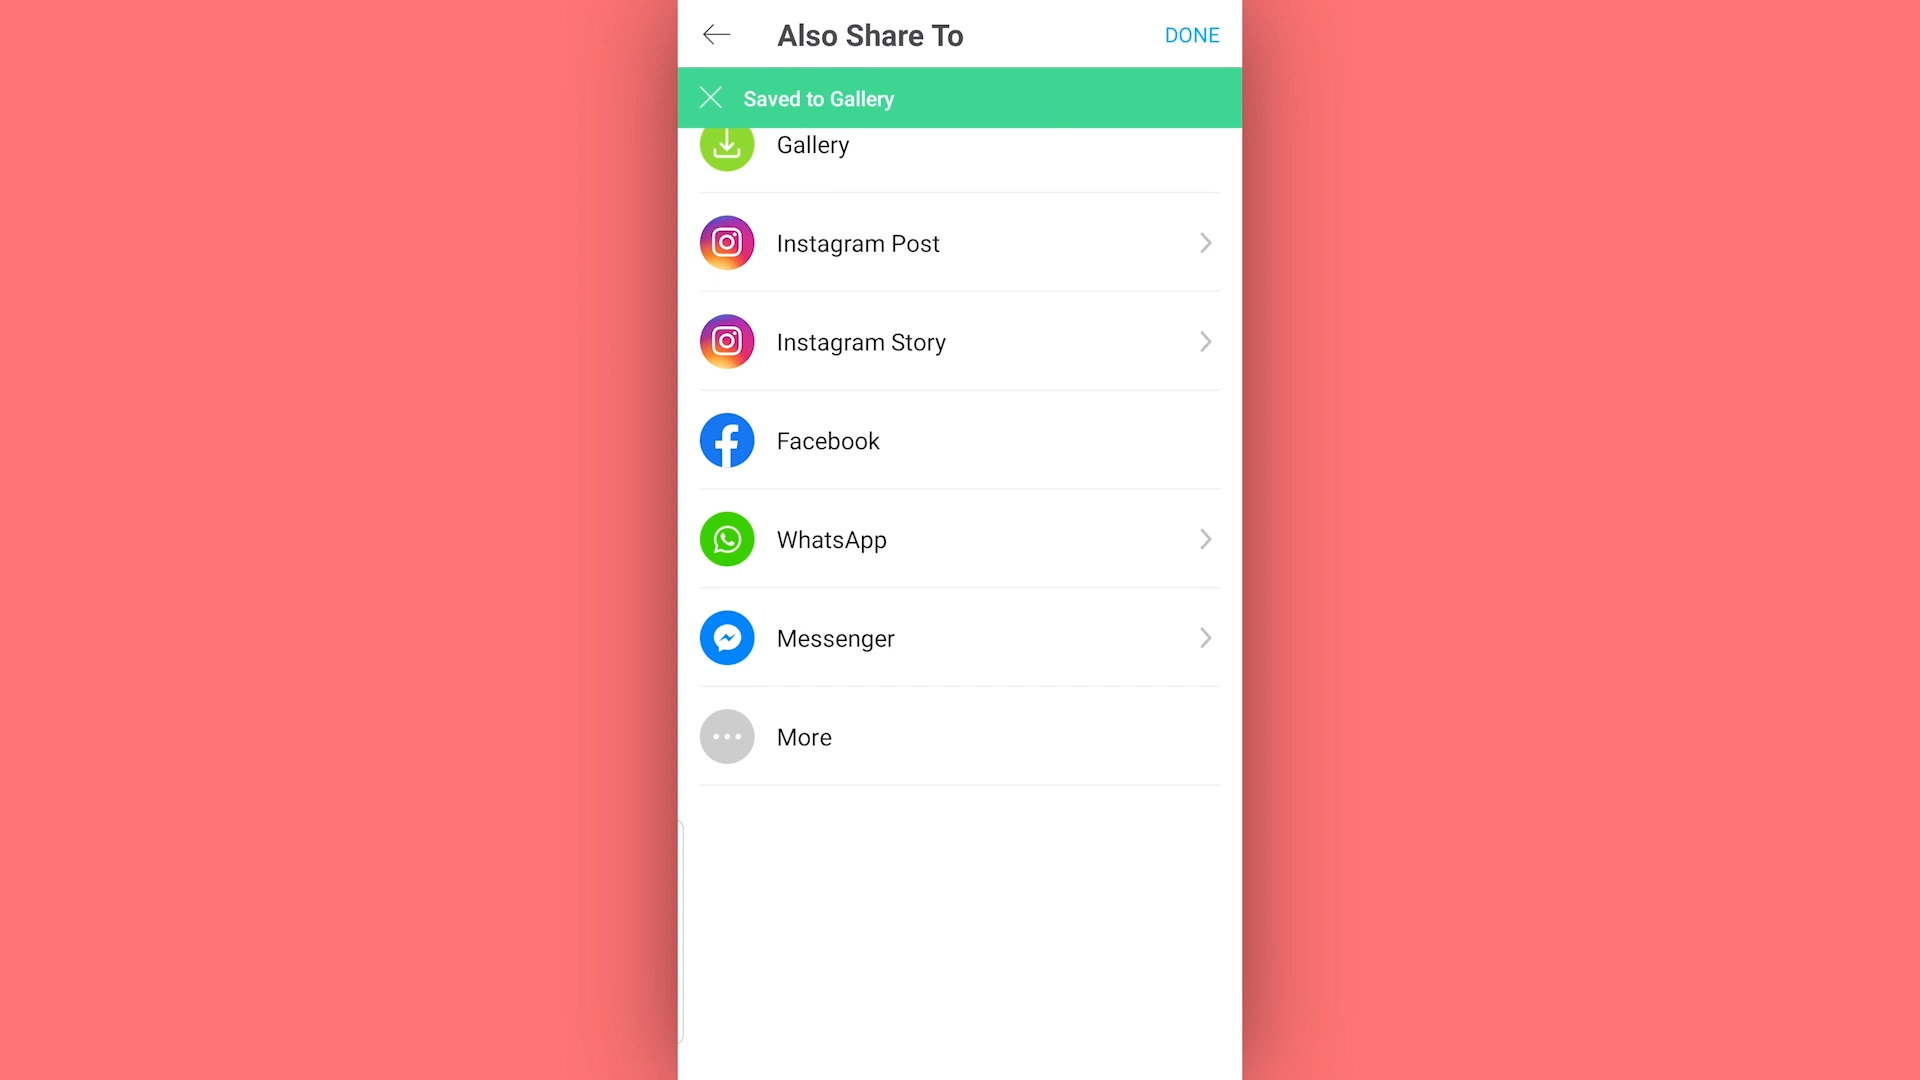 Also Share To
DONE
Saved to Gallery
Gallery
Instagram Post
Instagram Story
Facebook
WhatsApp
Messenger
More